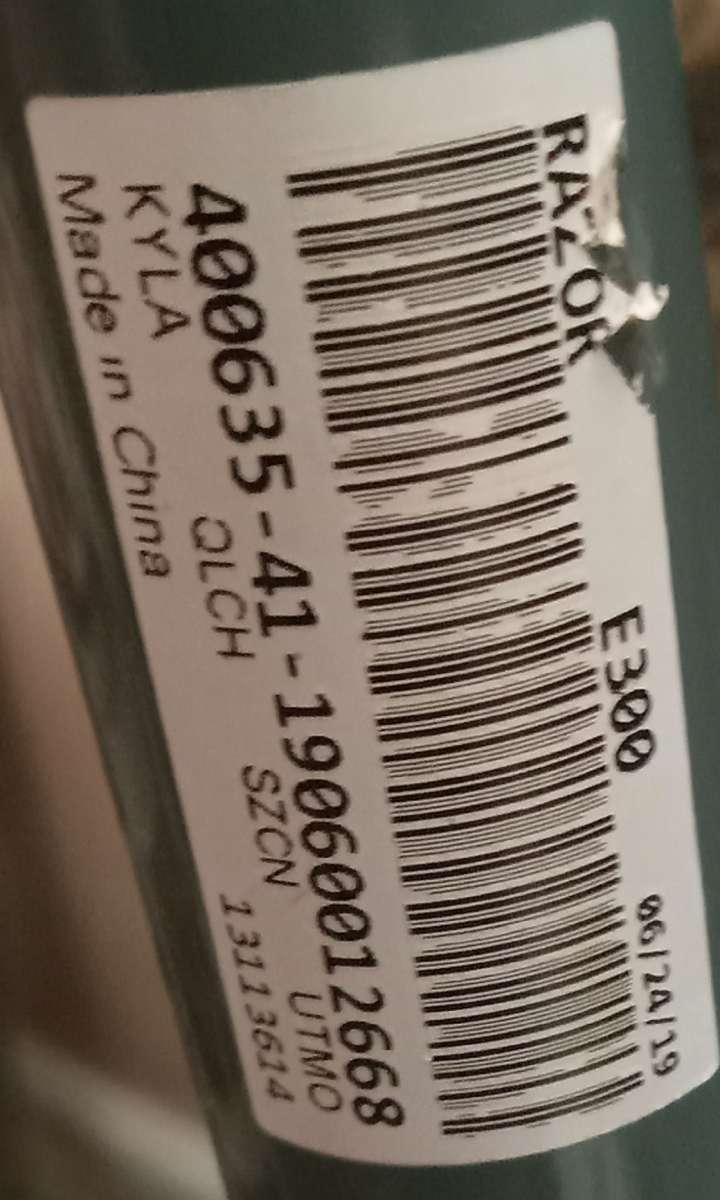 RAZOR E300 06/24/19
400635-41-19060012668
KYLA QLCH SZCN UTMO
Made in China 13113614